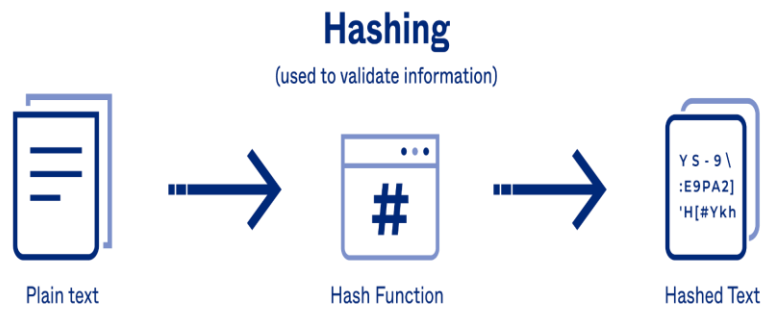 Hashing
(used to validate information)
#
Y S - 9 \
:E9PA2]
'H[#Ykh
Plain text
Hash Function
Hashed Text